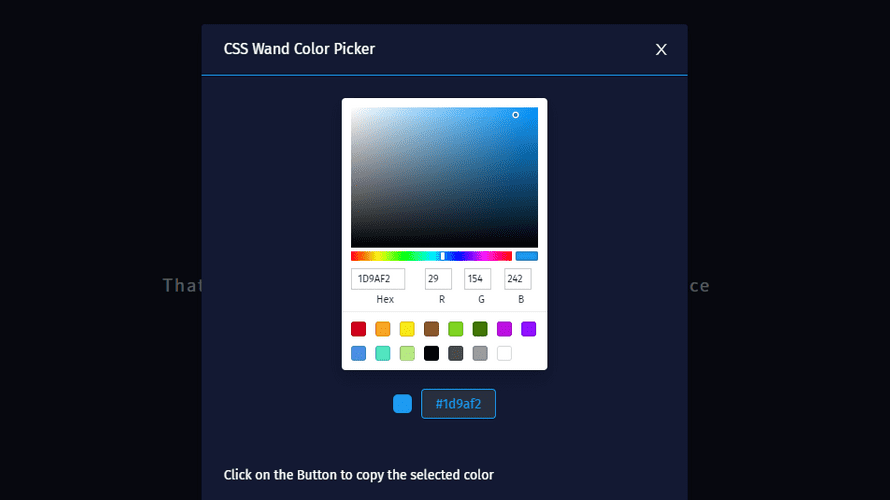 CSS Wand Color Picker X
1D9AF2 29 154 242
Hex R G B
That ce
#1d9af2
Click on the Button to copy the selected color